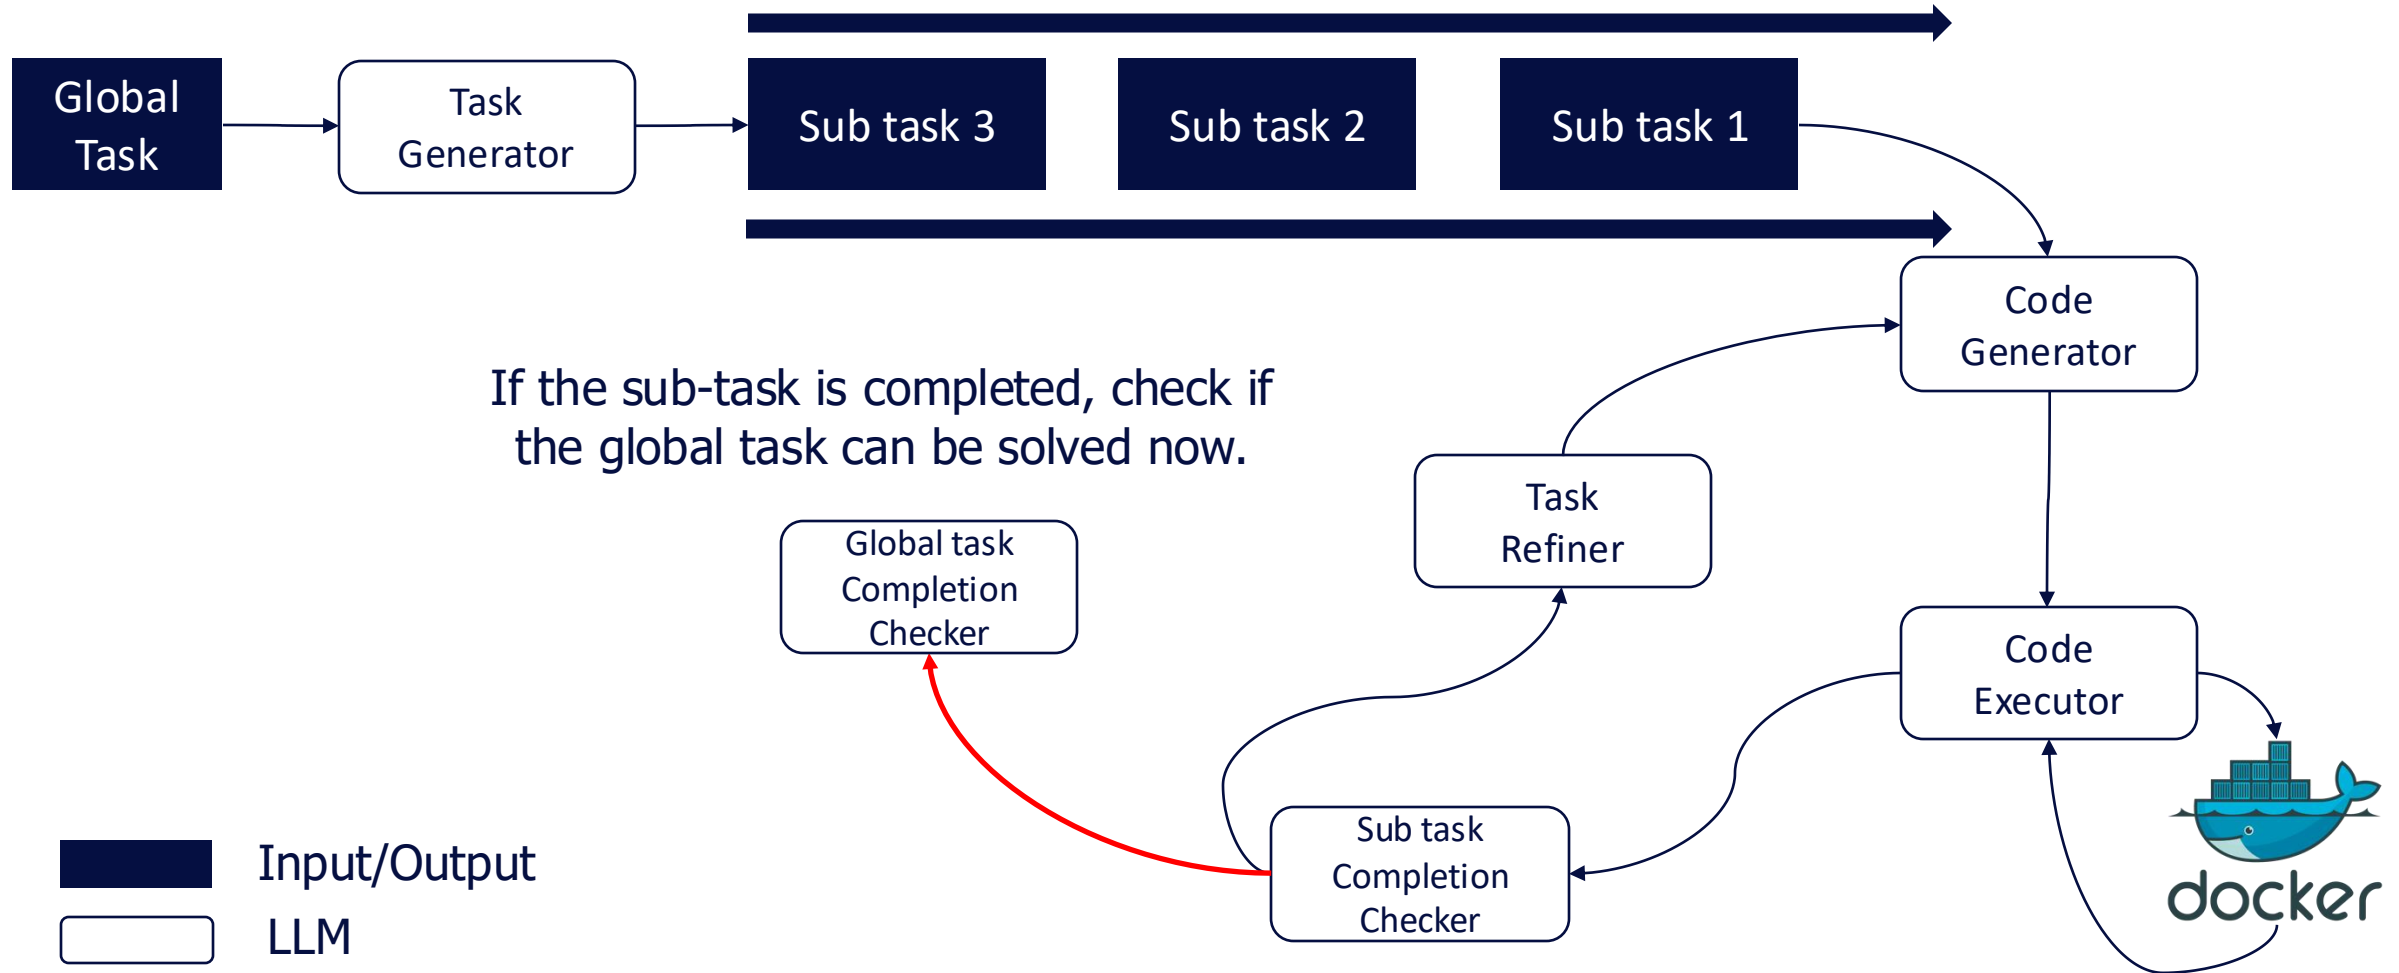 Global
Task
Task
Generator
Sub task 3
Sub task 2
Sub task 1
Code
Generator
If the sub-task is completed, check if
the global task can be solved now.
Task
Refiner
Global task
Completion
Checker
Code
Executor
Sub task
Completion
Checker
docker
Input/Output
LLM